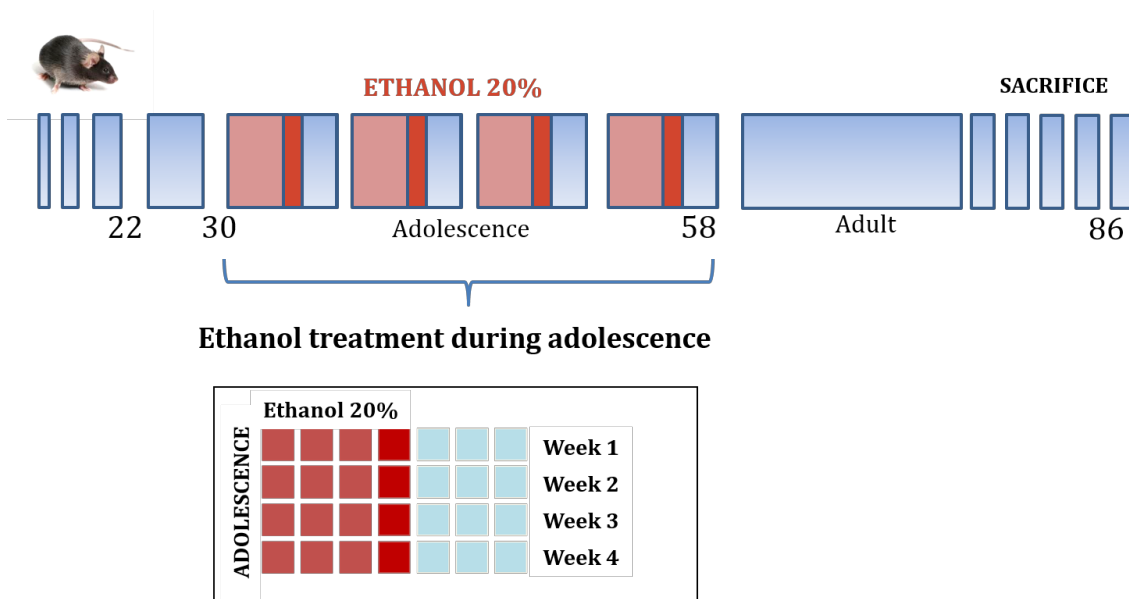 ETHANOL 20%
SACRIFICE
22
30
Adolescence
58
Adult
86
Ethanol treatment during adolescence
Ethanol 20%
ADOLESCENCE
Week 1
Week 2
Week 3
Week 4